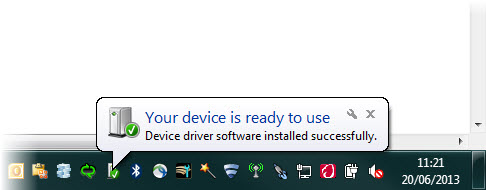 Your device is ready to use
Device driver software installed successfully.
11:21
20/06/2013